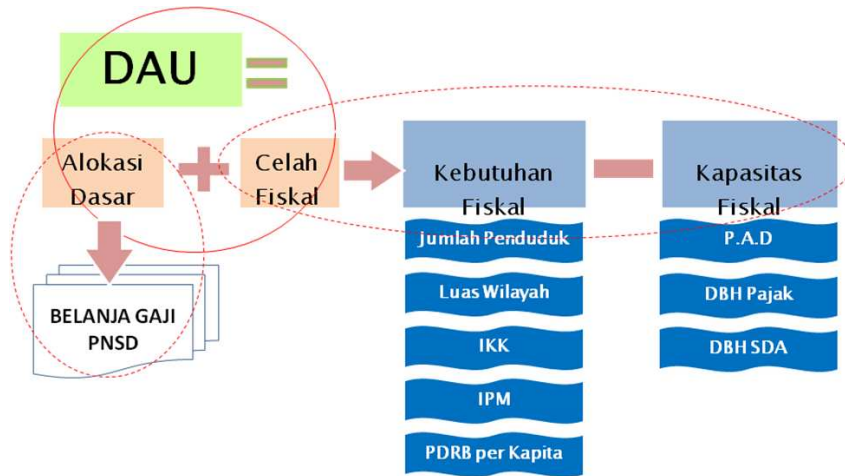 DAU
=
Alokasi
Dasar
+
Celah
Fiskal
Kebutuhan
Fiskal
−
Kapasitas
Fiskal
BELANJA GAJI
PNSD
Jumlah Penduduk
Luas Wilayah
IKK
IPM
PDRB per Kapita
P.A.D
DBH Pajak
DBH SDA